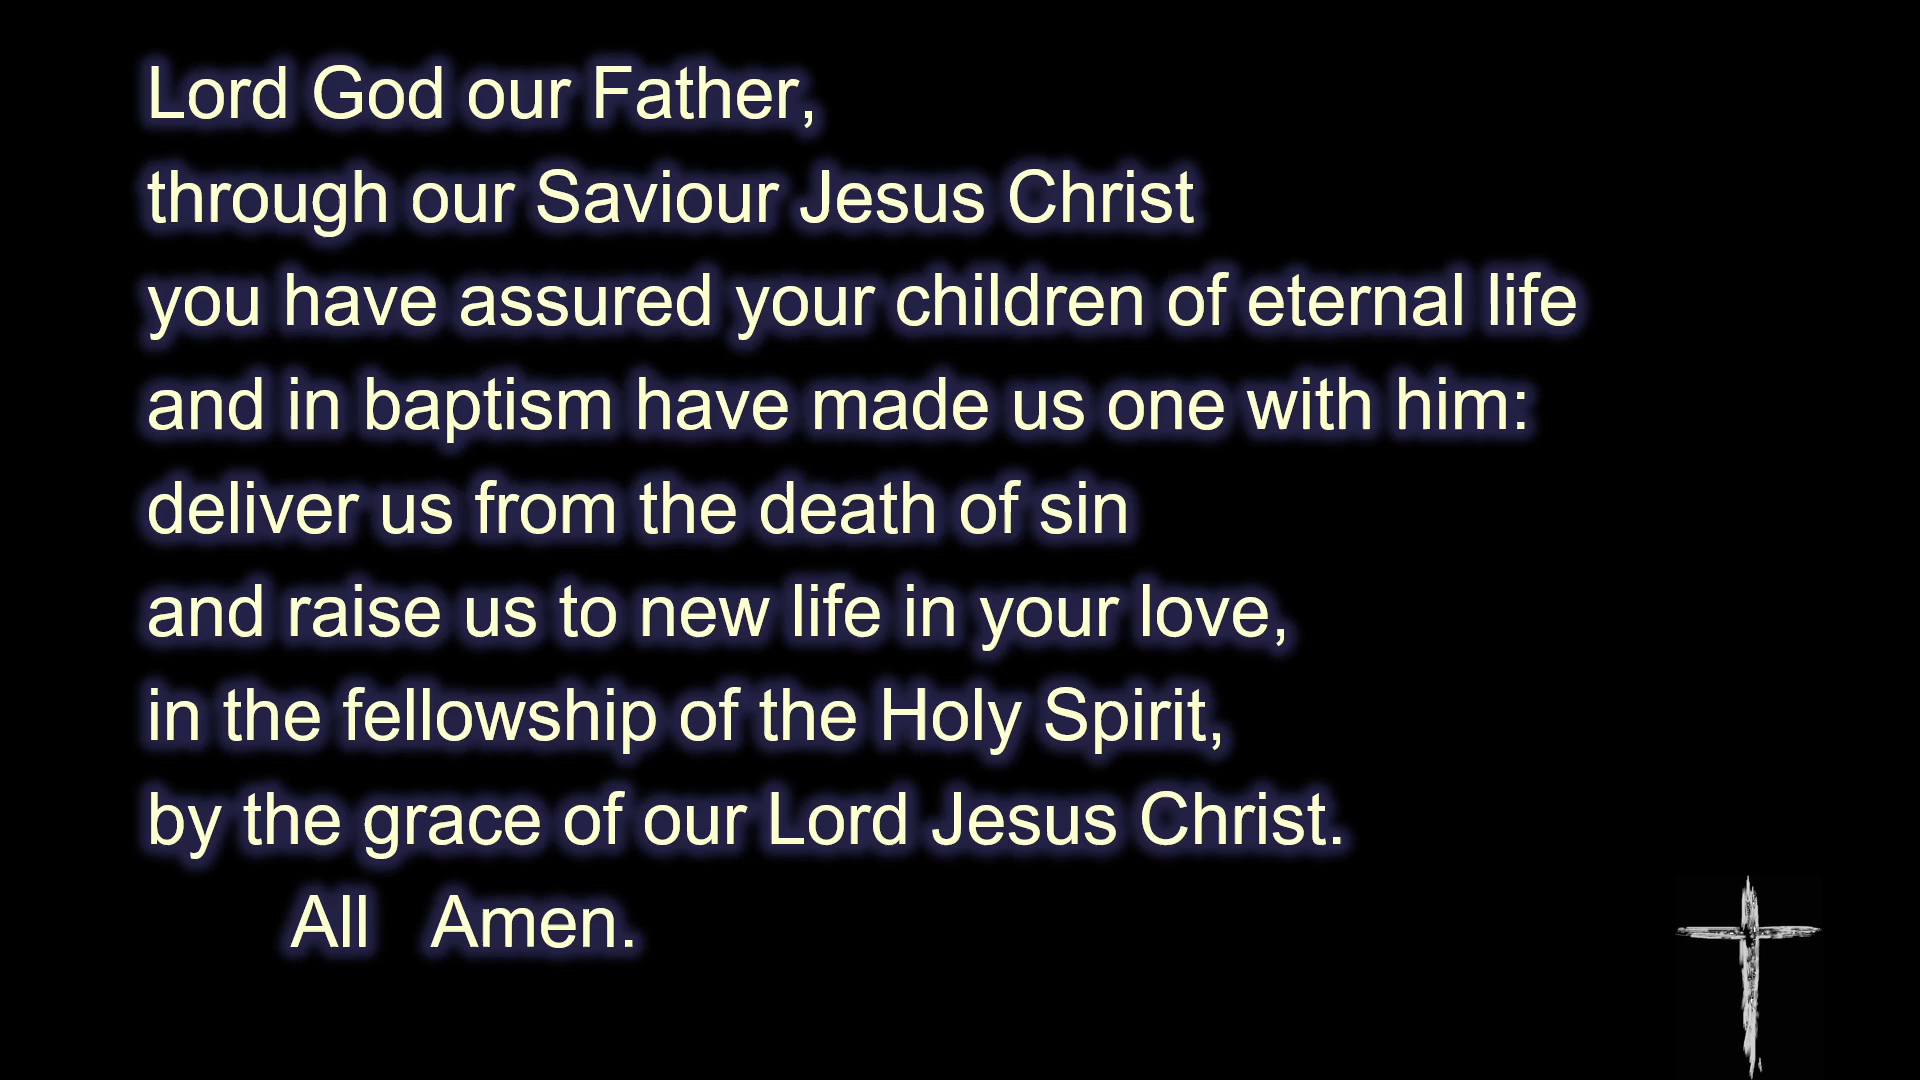 Lord God our Father,
through our Saviour Jesus Christ
you have assured your children of eternal life
and in baptism have made us one with him:
deliver us from the death of sin
and raise us to new life in your love,
in the fellowship of the Holy Spirit,
by the grace of our Lord Jesus Christ.
All Amen.